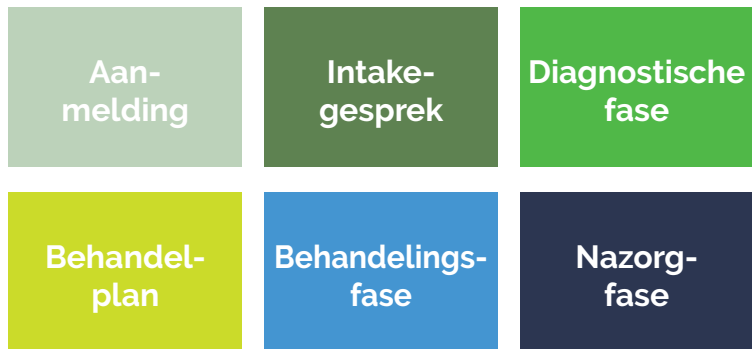 Aan-
melding
Intake-
gesprek
Diagnostische
fase
Behandel-
plan
Behandelings-
fase
Nazorg-
fase